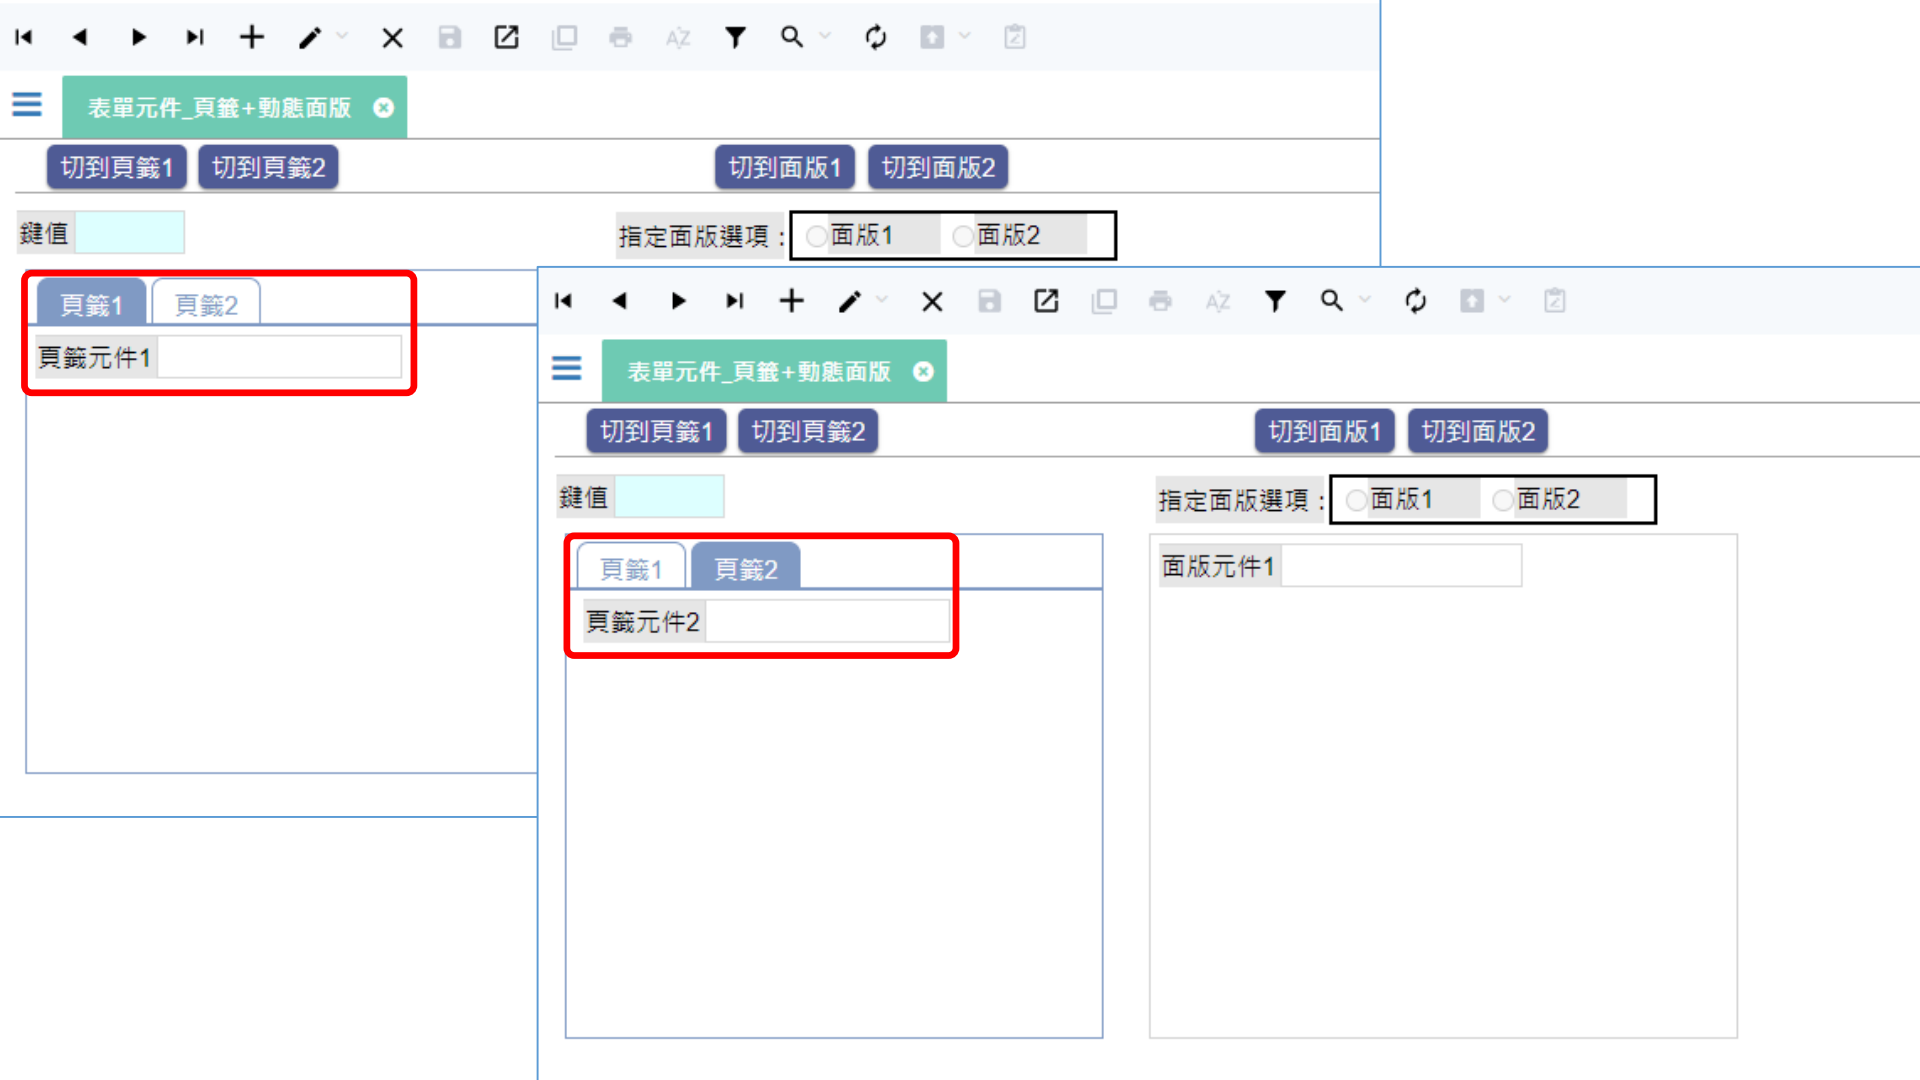 表單元件_頁籤+動態面版
切到頁籤1 切到頁籤2 切到面版1 切到面版2
鍵值 指定面版選項： 面版1 面版2
頁籤1 頁籤2
頁籤元件1
表單元件_頁籤+動態面版
切到頁籤1 切到頁籤2 切到面版1 切到面版2
鍵值 指定面版選項： 面版1 面版2
頁籤1 頁籤2
面版元件1
頁籤元件2